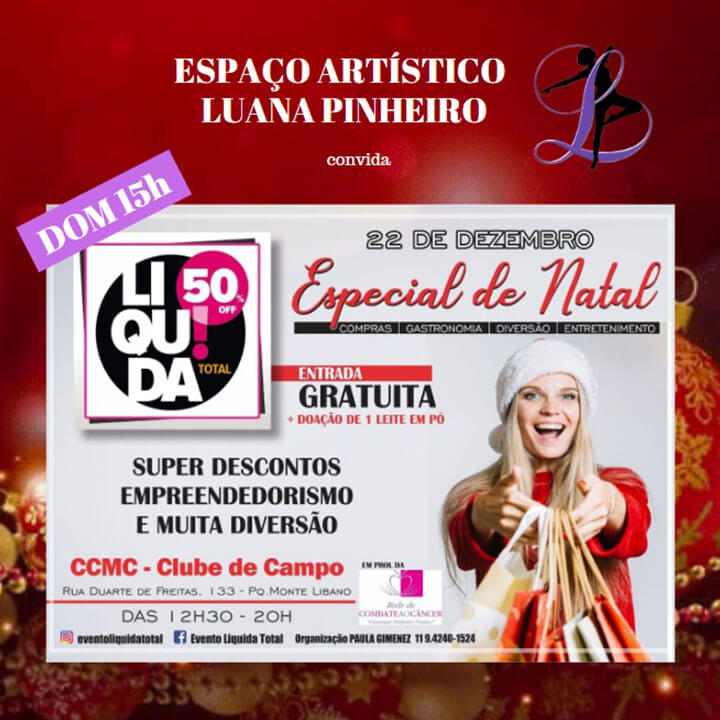 ESPAÇO ARTÍSTICO
LUANA PINHEIRO
convida
DOM 15h
22 DE DEZEMBRO
Especial de Natal
COMPRAS | GASTRONOMIA | DIVERSÃO | ENTRETENIMENTO
LI
QU!
DA
50% OFF
TOTAL
ENTRADA
GRATUITA
+ DOAÇÃO DE 1 LEITE EM PÓ
SUPER DESCONTOS
EMPREENDEDORISMO
E MUITA DIVERSÃO
CCMC - Clube de Campo
RUA DUARTE DE FREITAS, 133 - PQ.MONTE LIBANO
DAS 12H30 - 20H
EM PROL DA
Rede de
COMBATE AO CÂNCER
eventoliquidatotal
Evento Liquida Total
Organização PAULA GIMENEZ 11 9.4240-1524